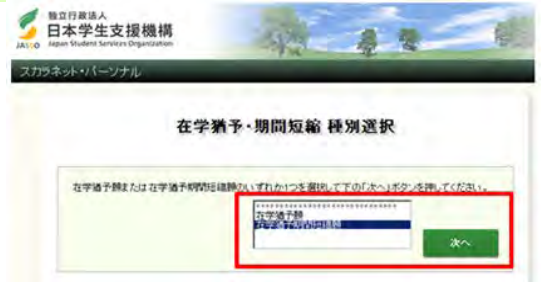 独立行政法人
日本学生支援機構
JASSO Japan Student Services Organization
スカラネット・パーソナル
在学猶予・期間短縮 種別選択
在学猶予願または在学猶予期間短縮願のいずれか1つを選択して下の「次へ」ボタンを押してください。
在学猶予願
在学猶予期間短縮願
次へ